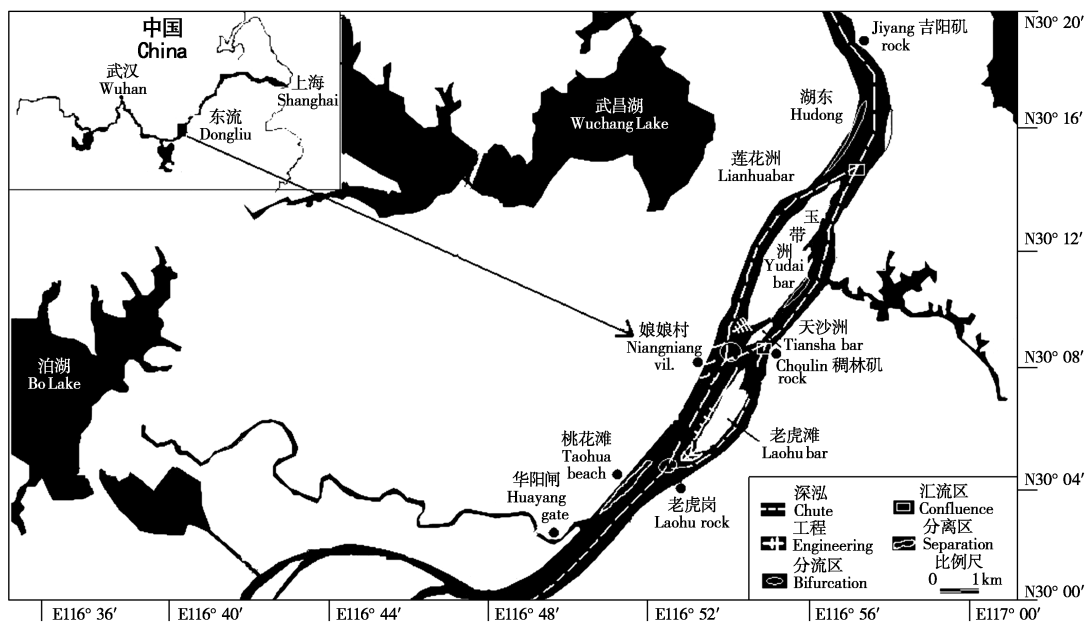 中国
China
武汉
Wuhan
上海
Shanghai
东流
Dongliu
武昌湖
Wuchang Lake
Jiyang 吉阳矶
rock
湖东
Hudong
莲花洲
Lianhuabar
玉
带
洲
Yudai
bar
天沙洲
Tiansha bar
Choulin 稠林矶
rock
娘娘村
Niangniang
vil.
泊湖
Bo Lake
老虎滩
Laohu bar
桃花滩
Taohua
beach
华阳闸
Huayang
gate
老虎岗
Laohu rock
深泓
Chute
工程
Engineering
分流区
Bifurcation
汇流区
Confluence
分离区
Separation
比例尺
0 1 km
N30° 20′
N30° 16′
N30° 12′
N30° 08′
N30° 04′
N30° 00′
E116° 36′
E116° 40′
E116° 44′
E116° 48′
E116° 52′
E116° 56′
E117° 00′